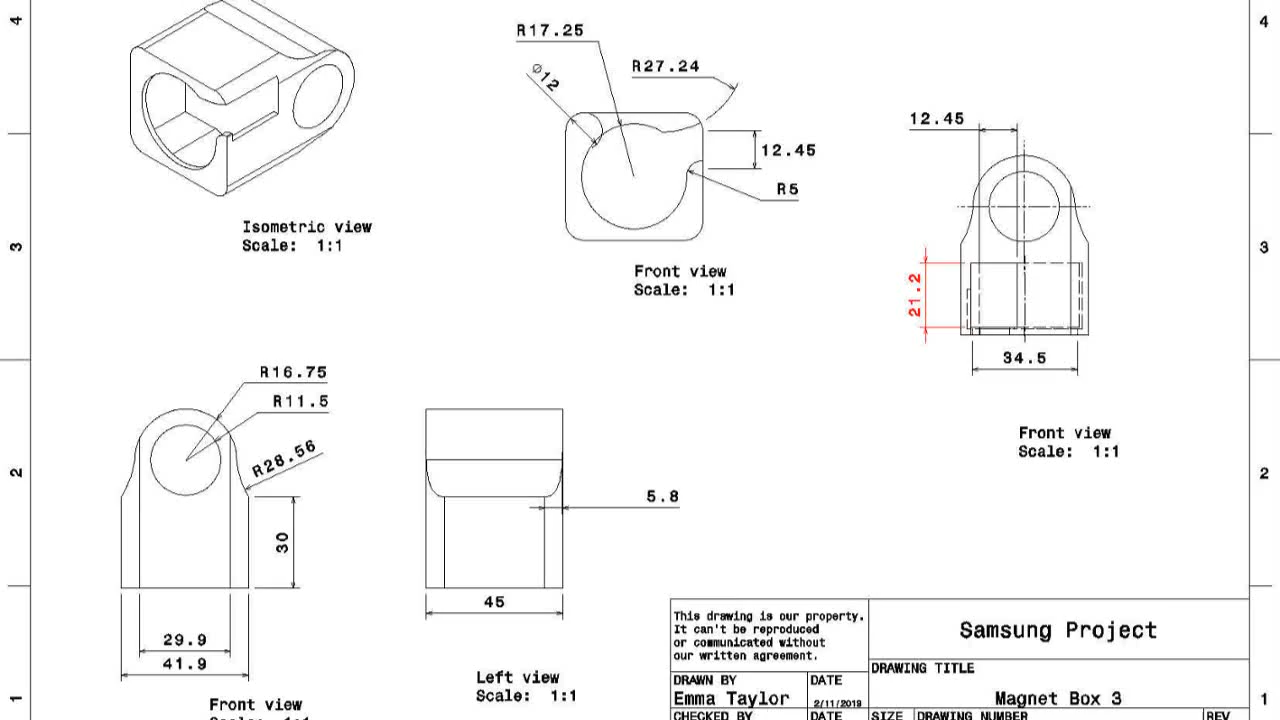 4
4
R17.25
R27.24
⌀12
12.45
12.45
R5
Isometric view
Scale: 1:1
3
3
Front view
Scale: 1:1
21.2
34.5
R16.75
R11.5
R28.56
Front view
Scale: 1:1
2
2
5.8
30
45
29.9
41.9
This drawing is our property.
It can't be reproduced
or communicated without
our written agreement.
Samsung Project
DRAWING TITLE
Left view
Scale: 1:1
DRAWN BY
DATE
Emma Taylor
2/11/2019
Magnet Box 3
1
1
Front view
Scale: 1:1
CHECKED BY
DATE
SIZE
DRAWING NUMBER
REV